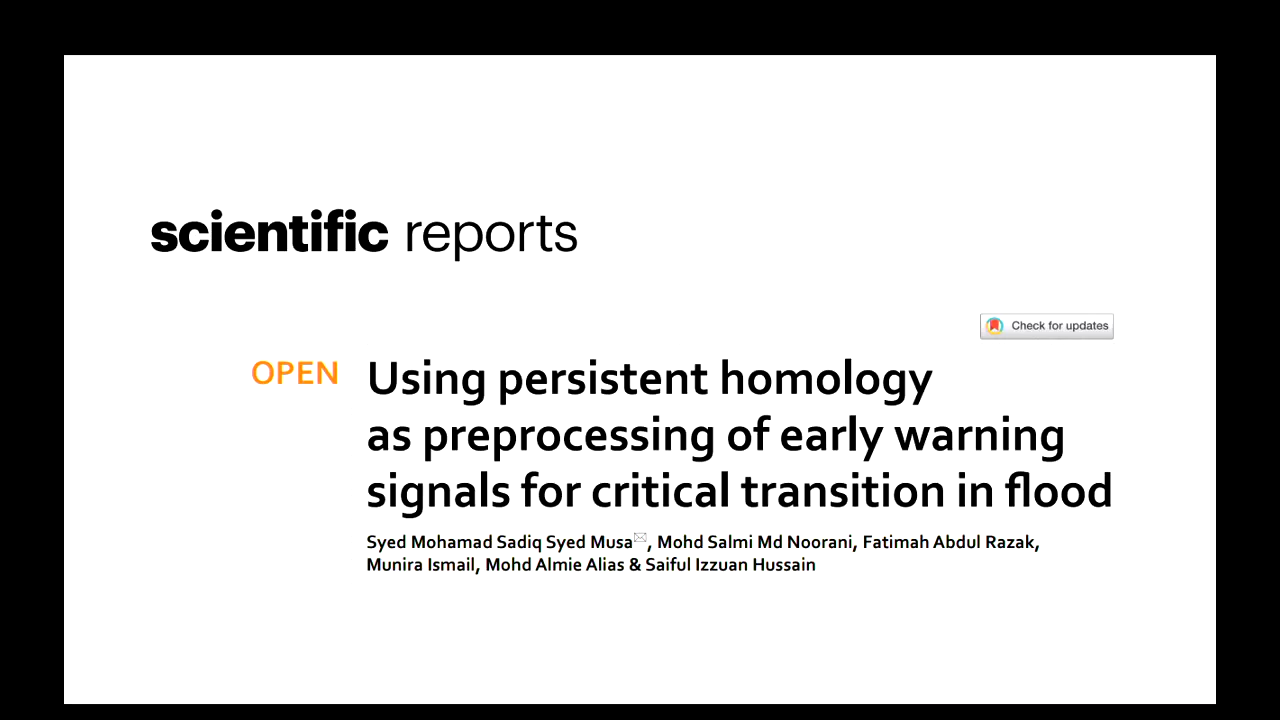 scientific reports
Check for updates
OPEN
Using persistent homology
as preprocessing of early warning
signals for critical transition in flood
Syed Mohamad Sadiq Syed Musa, Mohd Salmi Md Noorani, Fatimah Abdul Razak,
Munira Ismail, Mohd Almie Alias & Saiful Izzuan Hussain